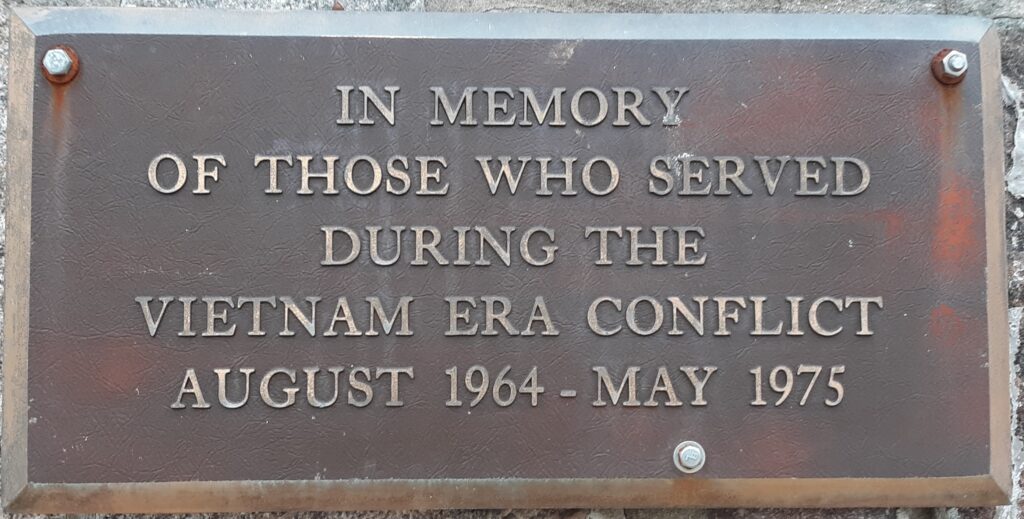 IN MEMORY
OF THOSE WHO SERVED
DURING THE
VIETNAM ERA CONFLICT
AUGUST 1964 - MAY 1975